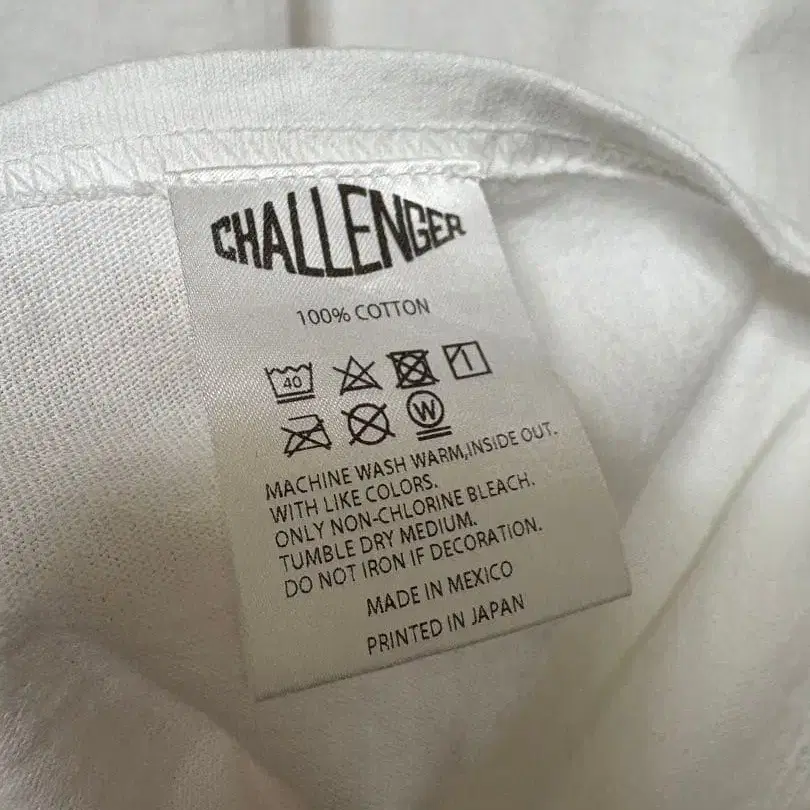 CHALLENGER
100% COTTON
40
W
MACHINE WASH WARM,INSIDE OUT.
WITH LIKE COLORS.
ONLY NON-CHLORINE BLEACH.
TUMBLE DRY MEDIUM.
DO NOT IRON IF DECORATION.
MADE IN MEXICO
PRINTED IN JAPAN